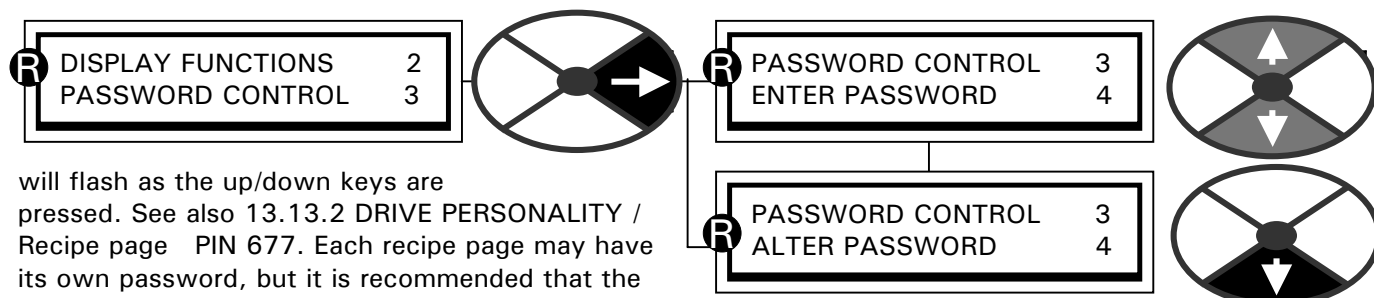 R DISPLAY FUNCTIONS 2
PASSWORD CONTROL 3
R PASSWORD CONTROL 3
ENTER PASSWORD 4
R PASSWORD CONTROL 3
ALTER PASSWORD 4
will flash as the up/down keys are
pressed. See also 13.13.2 DRIVE PERSONALITY /
Recipe page PIN 677. Each recipe page may have
its own password, but it is recommended that the